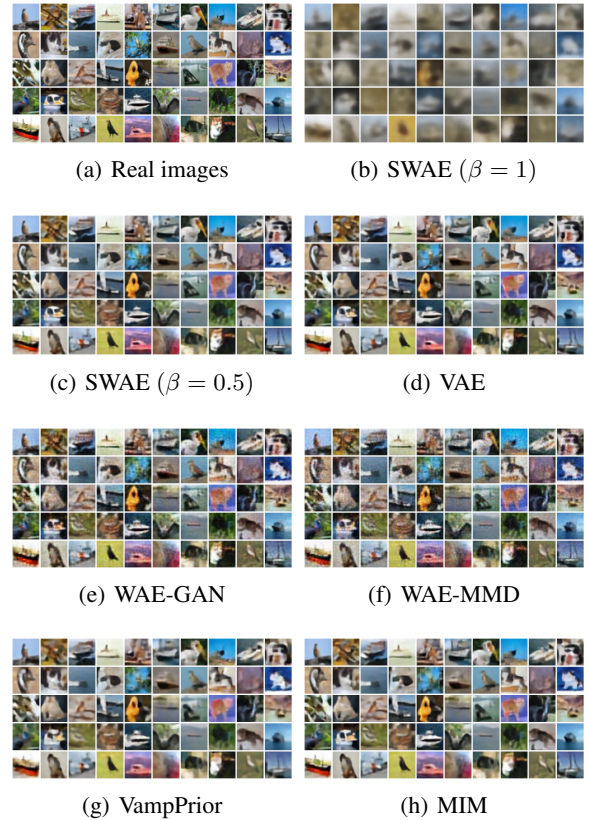 (a) Real images
(b) SWAE (β = 1)
(c) SWAE (β = 0.5)
(d) VAE
(e) WAE-GAN
(f) WAE-MMD
(g) VampPrior
(h) MIM